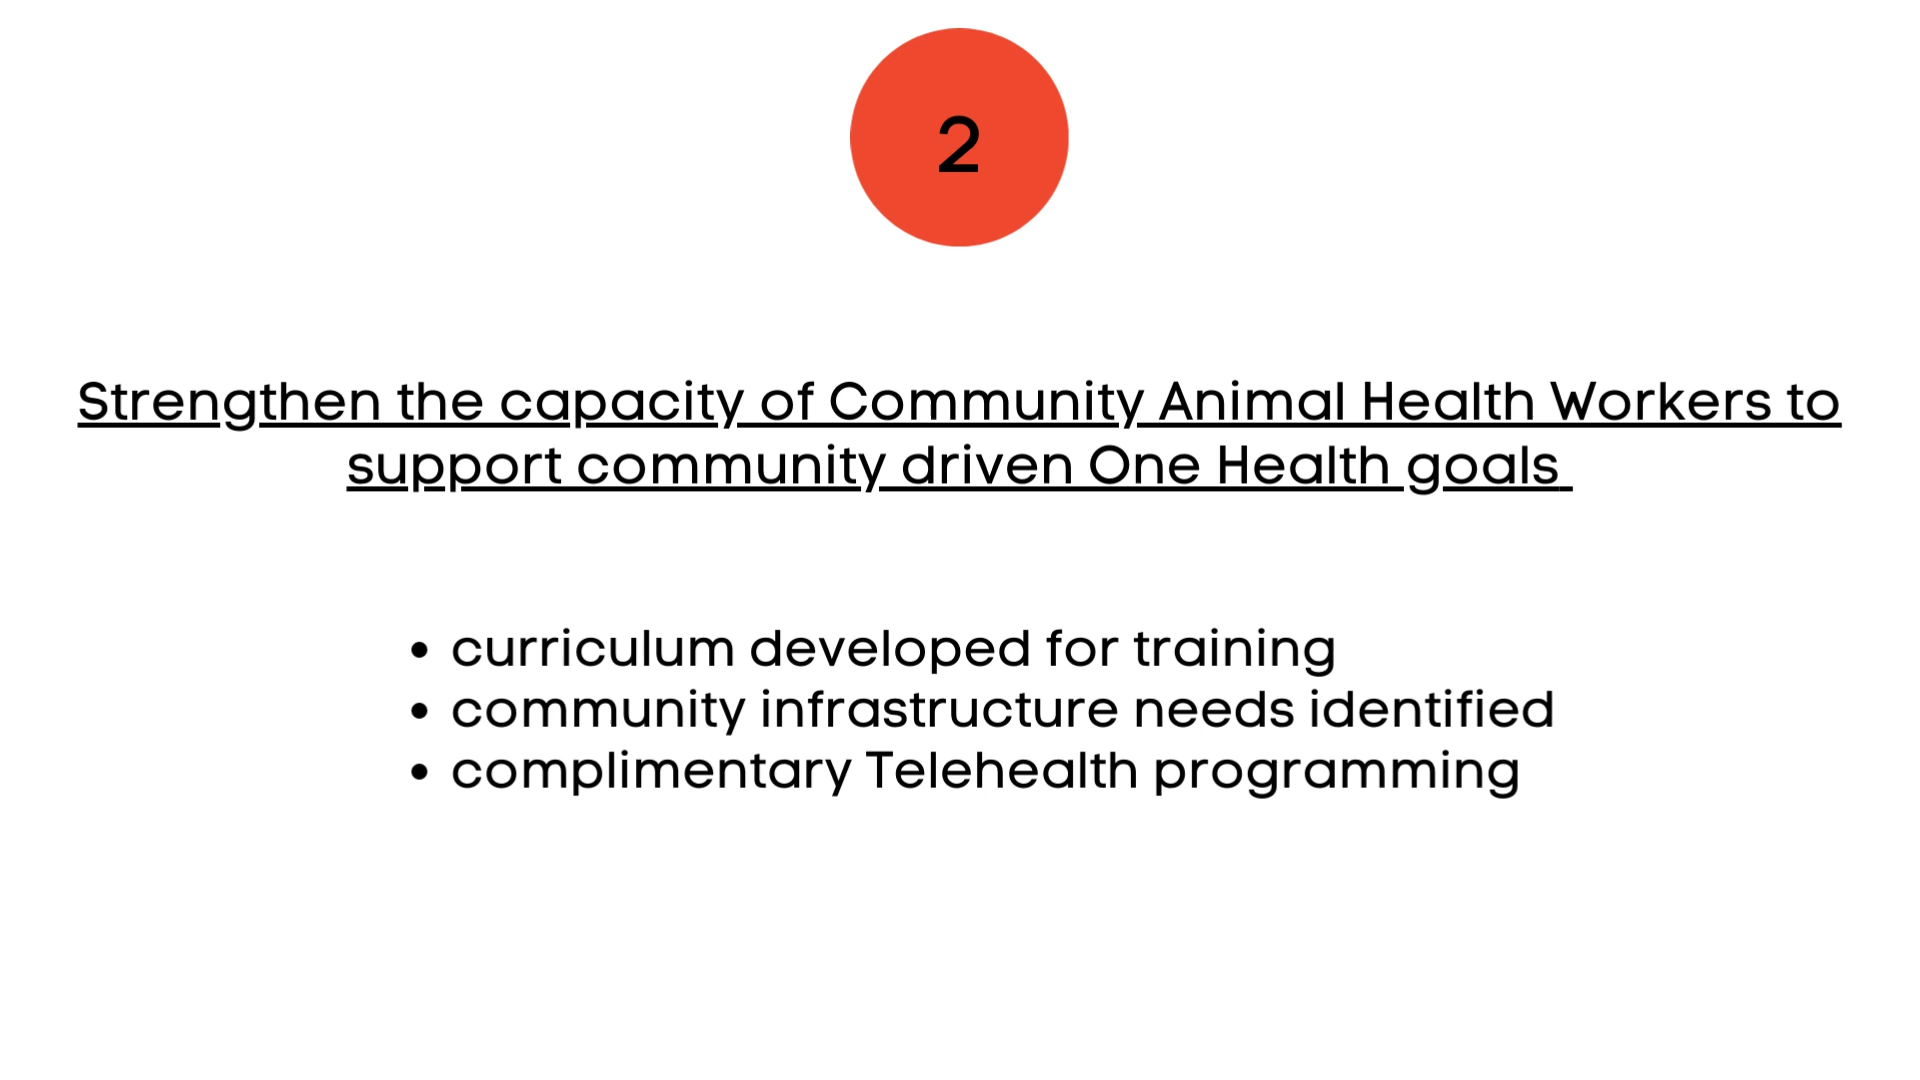 2
Strengthen the capacity of Community Animal Health Workers to
support community driven One Health goals
• curriculum developed for training
• community infrastructure needs identified
• complimentary Telehealth programming